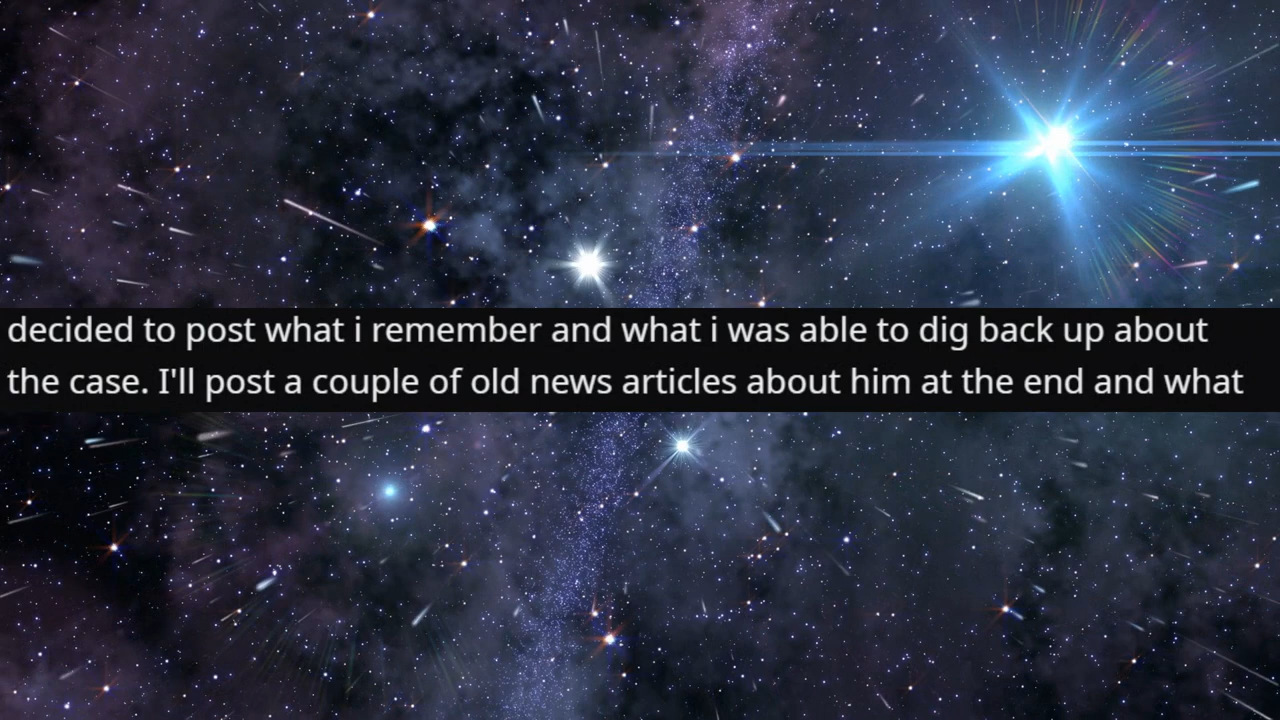 decided to post what i remember and what i was able to dig back up about
the case. I'll post a couple of old news articles about him at the end and what